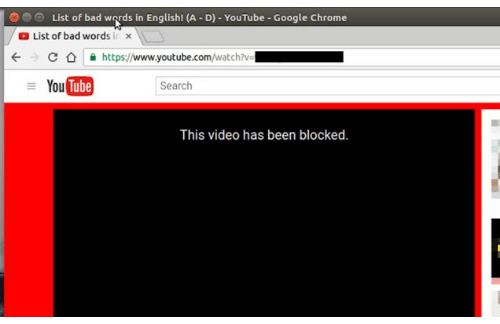 List of bad words in English! (A - D) - YouTube - Google Chrome
List of bad words in
https://www.youtube.com/watch?v=
YouTube
Search
This video has been blocked.